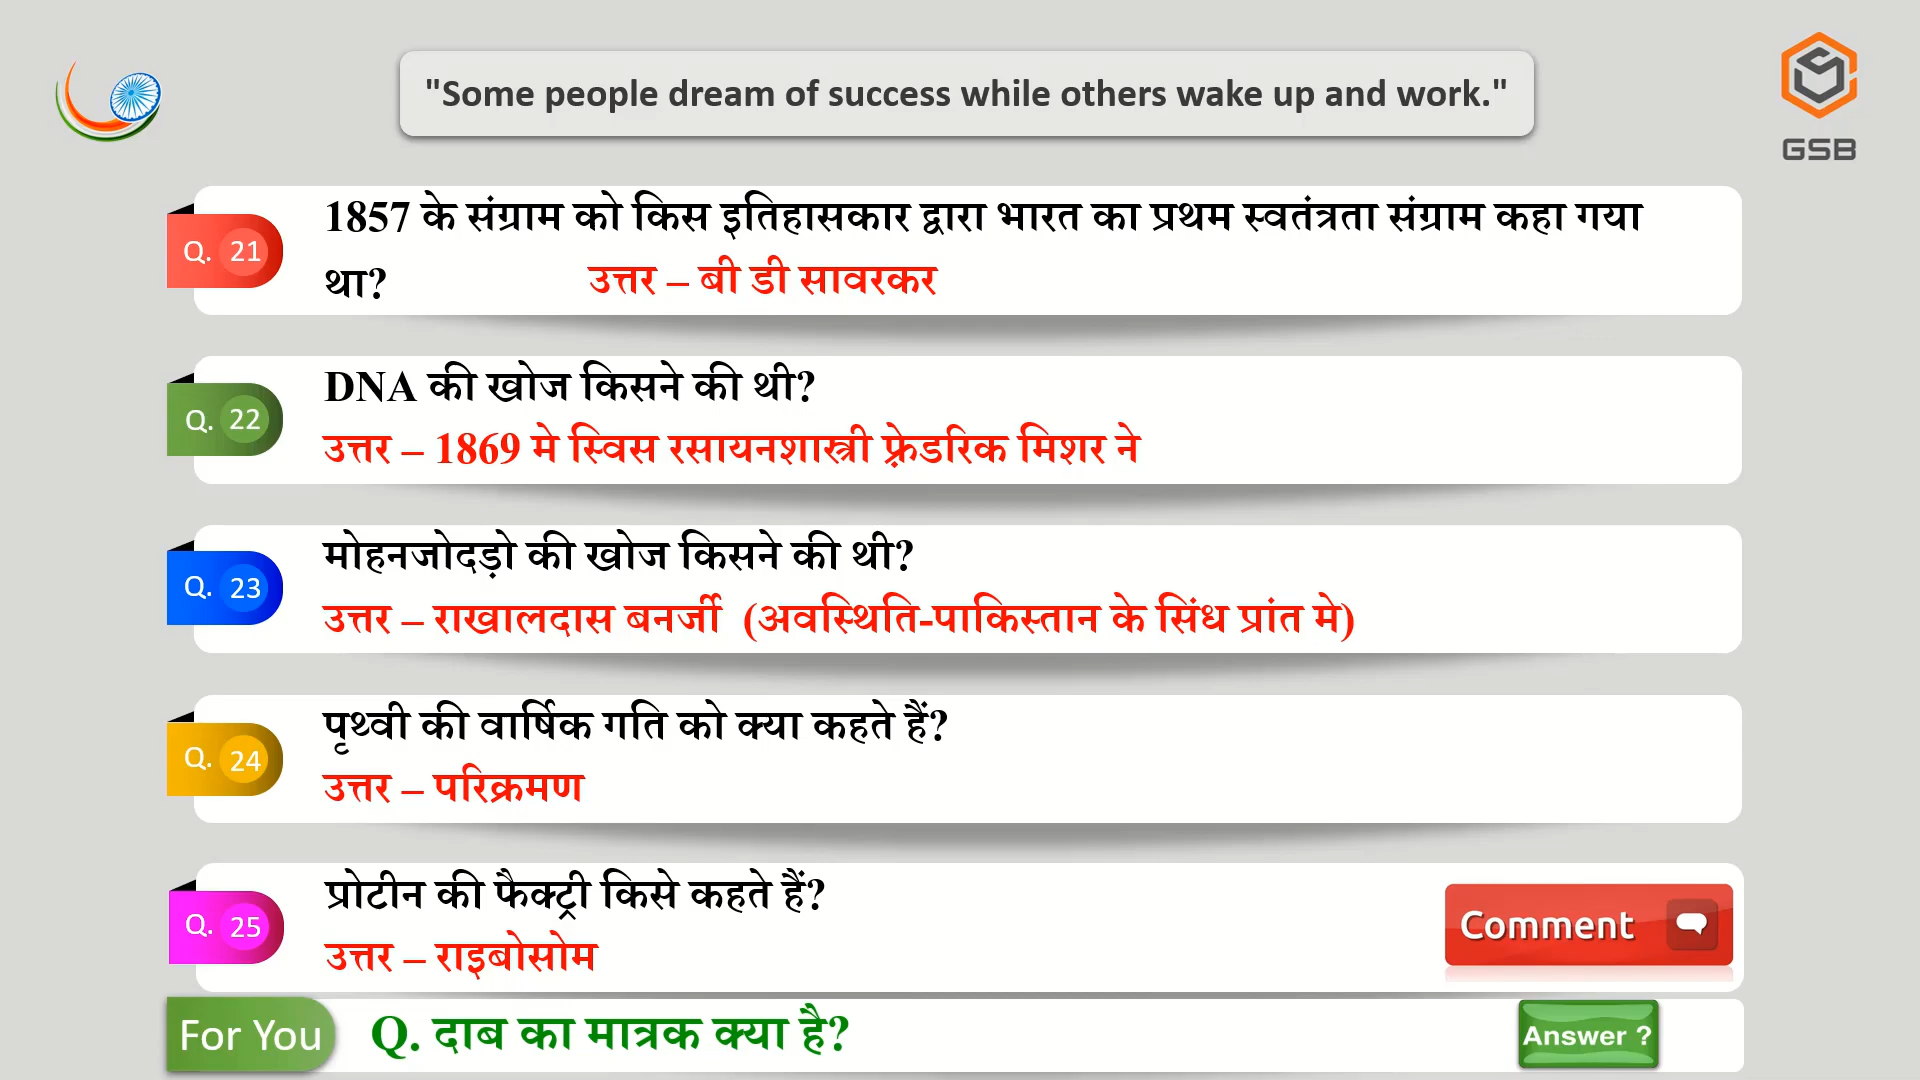 "Some people dream of success while others wake up and work."
GSB
Q. 21
1857 के संग्राम को किस इतिहासकार द्वारा भारत का प्रथम स्वतंत्रता संग्राम कहा गया
था? उत्तर – बी डी सावरकर
Q. 22
DNA की खोज किसने की थी?
उत्तर – 1869 मे स्विस रसायनशास्त्री फ़्रेडरिक मिशर ने
Q. 23
मोहनजोदड़ो की खोज किसने की थी?
उत्तर – राखालदास बनर्जी (अवस्थिति-पाकिस्तान के सिंध प्रांत मे)
Q. 24
पृथ्वी की वार्षिक गति को क्या कहते हैं?
उत्तर – परिक्रमण
Q. 25
प्रोटीन की फैक्ट्री किसे कहते हैं?
उत्तर – राइबोसोम
Comment
For You Q. दाब का मात्रक क्या है? Answer ?